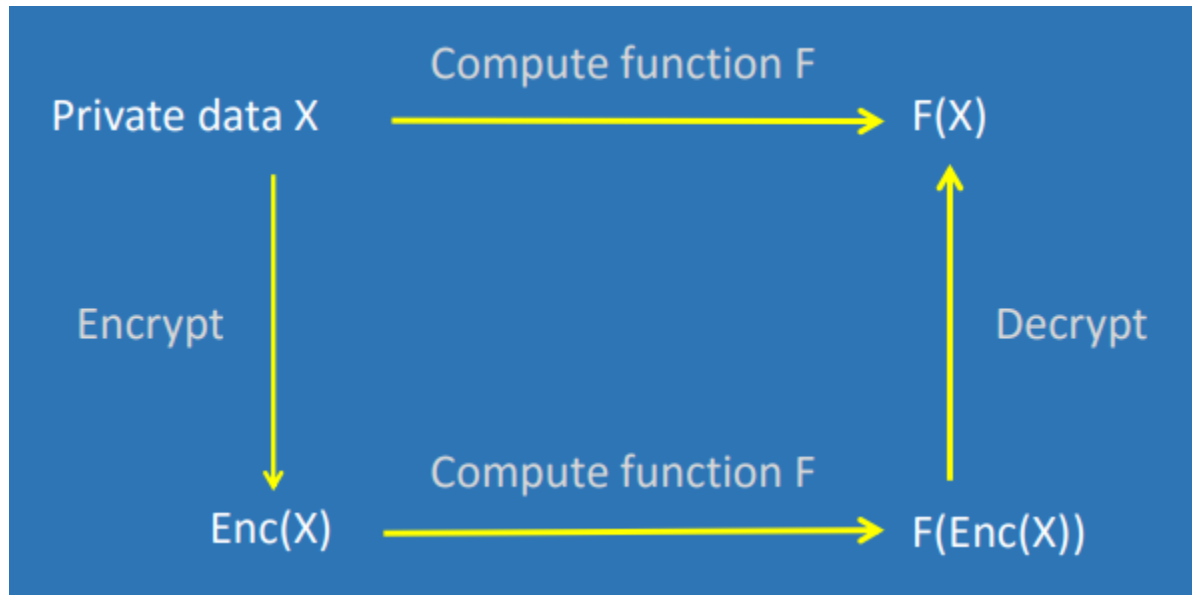 Compute function F
Private data X
F(X)
Encrypt
Decrypt
Compute function F
Enc(X)
F(Enc(X))